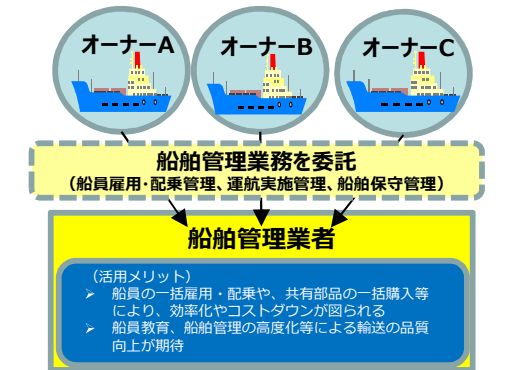 オーナーA オーナーB オーナーC
船舶管理業務を委託
（船員雇用・配乗管理、運航実施管理、船舶保守管理）
船舶管理業者
（活用メリット）
➢ 船員の一括雇用・配乗や、共有部品の一括購入等
により、効率化やコストダウンが図られる
➢ 船員教育、船舶管理の高度化等による輸送の品質
向上が期待